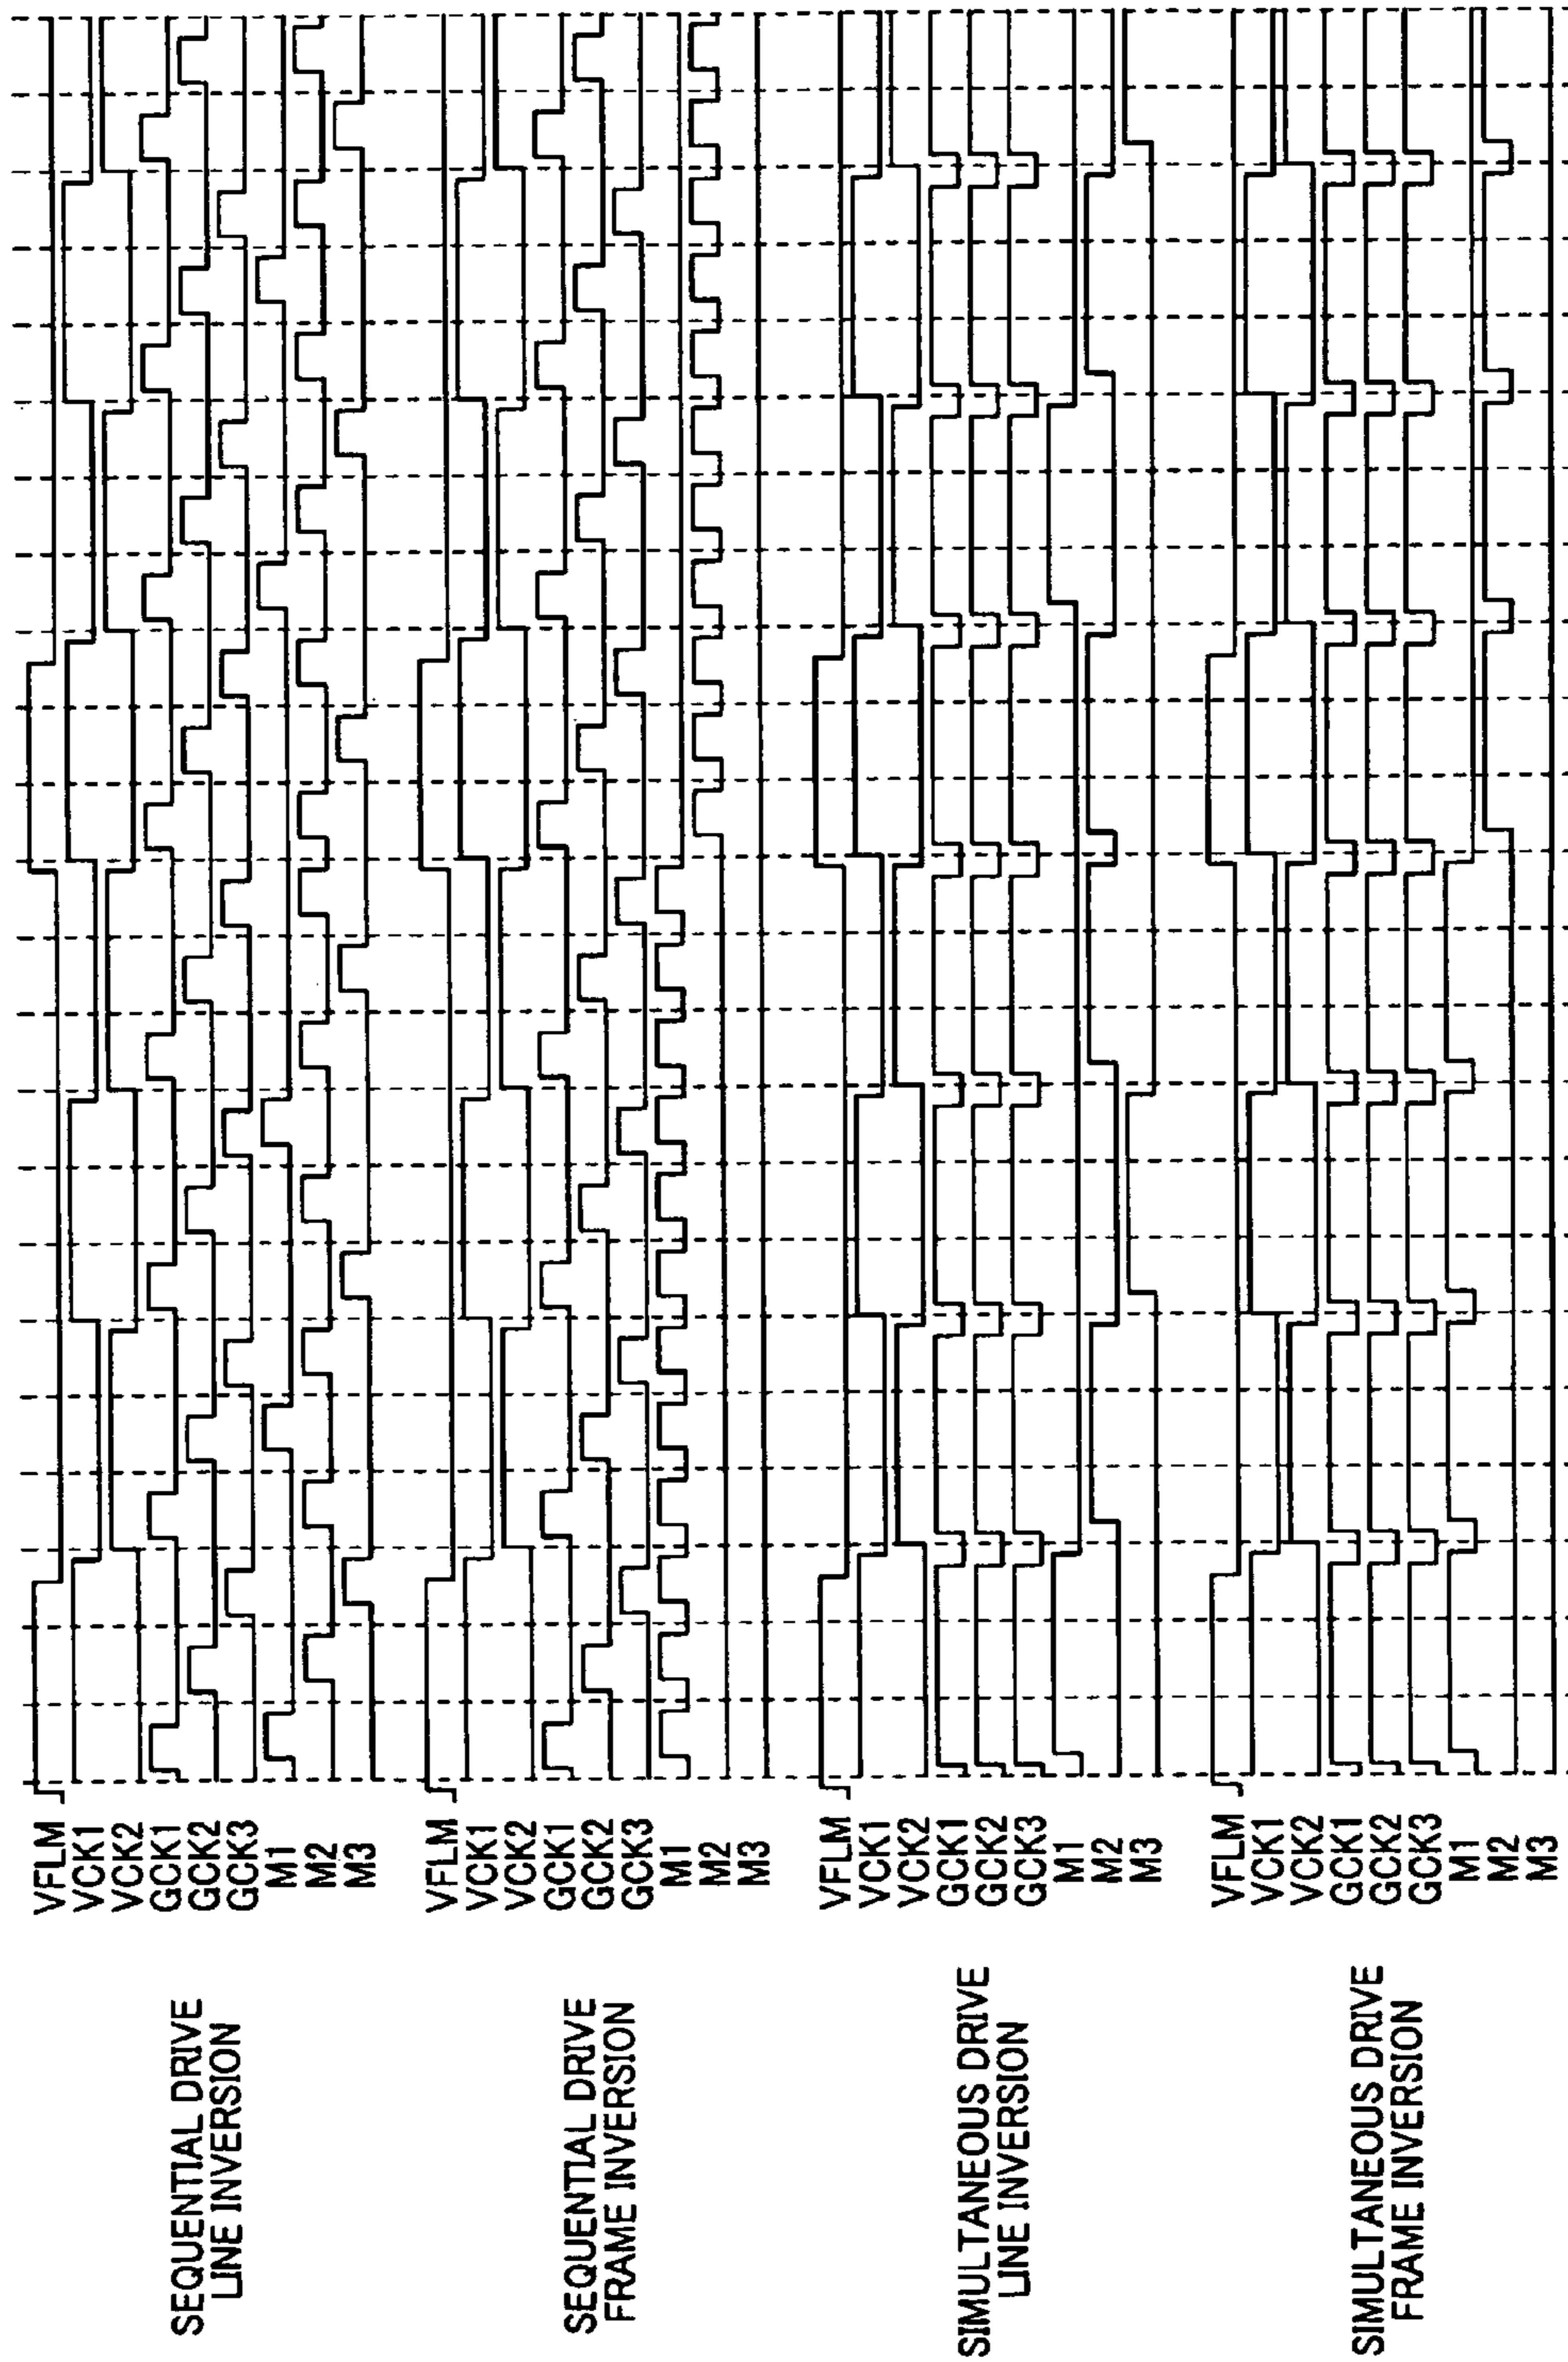 SEQUENTIAL DRIVE
LINE INVERSION
VFLM
VCK1
VCK2
GCK1
GCK2
GCK3
M1
M2
M3
SEQUENTIAL DRIVE
FRAME INVERSION
VFLM
VCK1
VCK2
GCK1
GCK2
GCK3
M1
M2
M3
SIMULTANEOUS DRIVE
LINE INVERSION
VFLM
VCK1
VCK2
GCK1
GCK2
GCK3
M1
M2
M3
SIMULTANEOUS DRIVE
FRAME INVERSION
VFLM
VCK1
VCK2
GCK1
GCK2
GCK3
M1
M2
M3